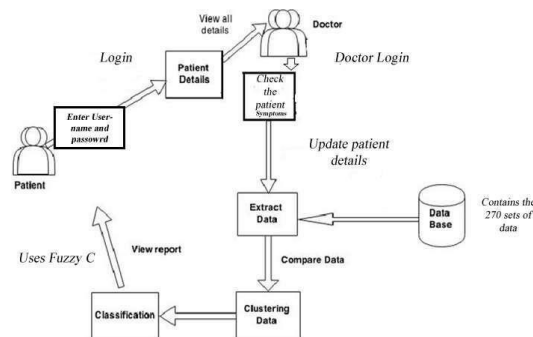 View all
details
Doctor
Login
Patient
Details
Doctor Login
Check
the
patient
Symptoms
Enter User-
name and
passowrd
Patient
Update patient
details
Extract
Data
Data
Base
Contains the
270 sets of
data
Compare Data
Uses Fuzzy C
View report
Classification
Clustering
Data